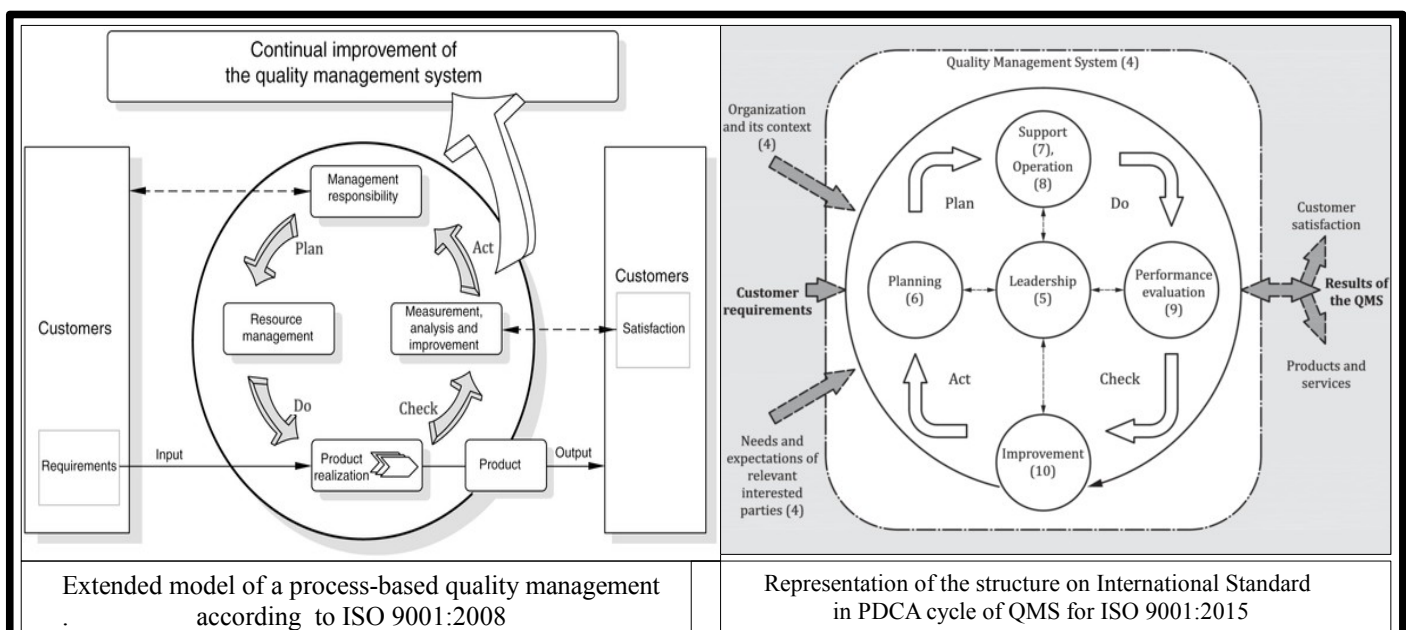 Continual improvement of
the quality management system
Customers
Requirements
Input
Management
responsibility
Plan
Act
Resource
management
Measurement,
analysis and
improvement
Do
Check
Product
realization
Product
Output
Customers
Satisfaction
Extended model of a process-based quality management
. according to ISO 9001:2008
Quality Management System (4)
Organization
and its context
(4)
Customer
requirements
Needs and
expectations of
relevant
interested
parties (4)
Support
(7),
Operation
(8)
Plan
Do
Planning
(6)
Leadership
(5)
Performance
evaluation
(9)
Act
Check
Improvement
(10)
Customer
satisfaction
Results of
the QMS
Products and
services
Representation of the structure on International Standard
in PDCA cycle of QMS for ISO 9001:2015